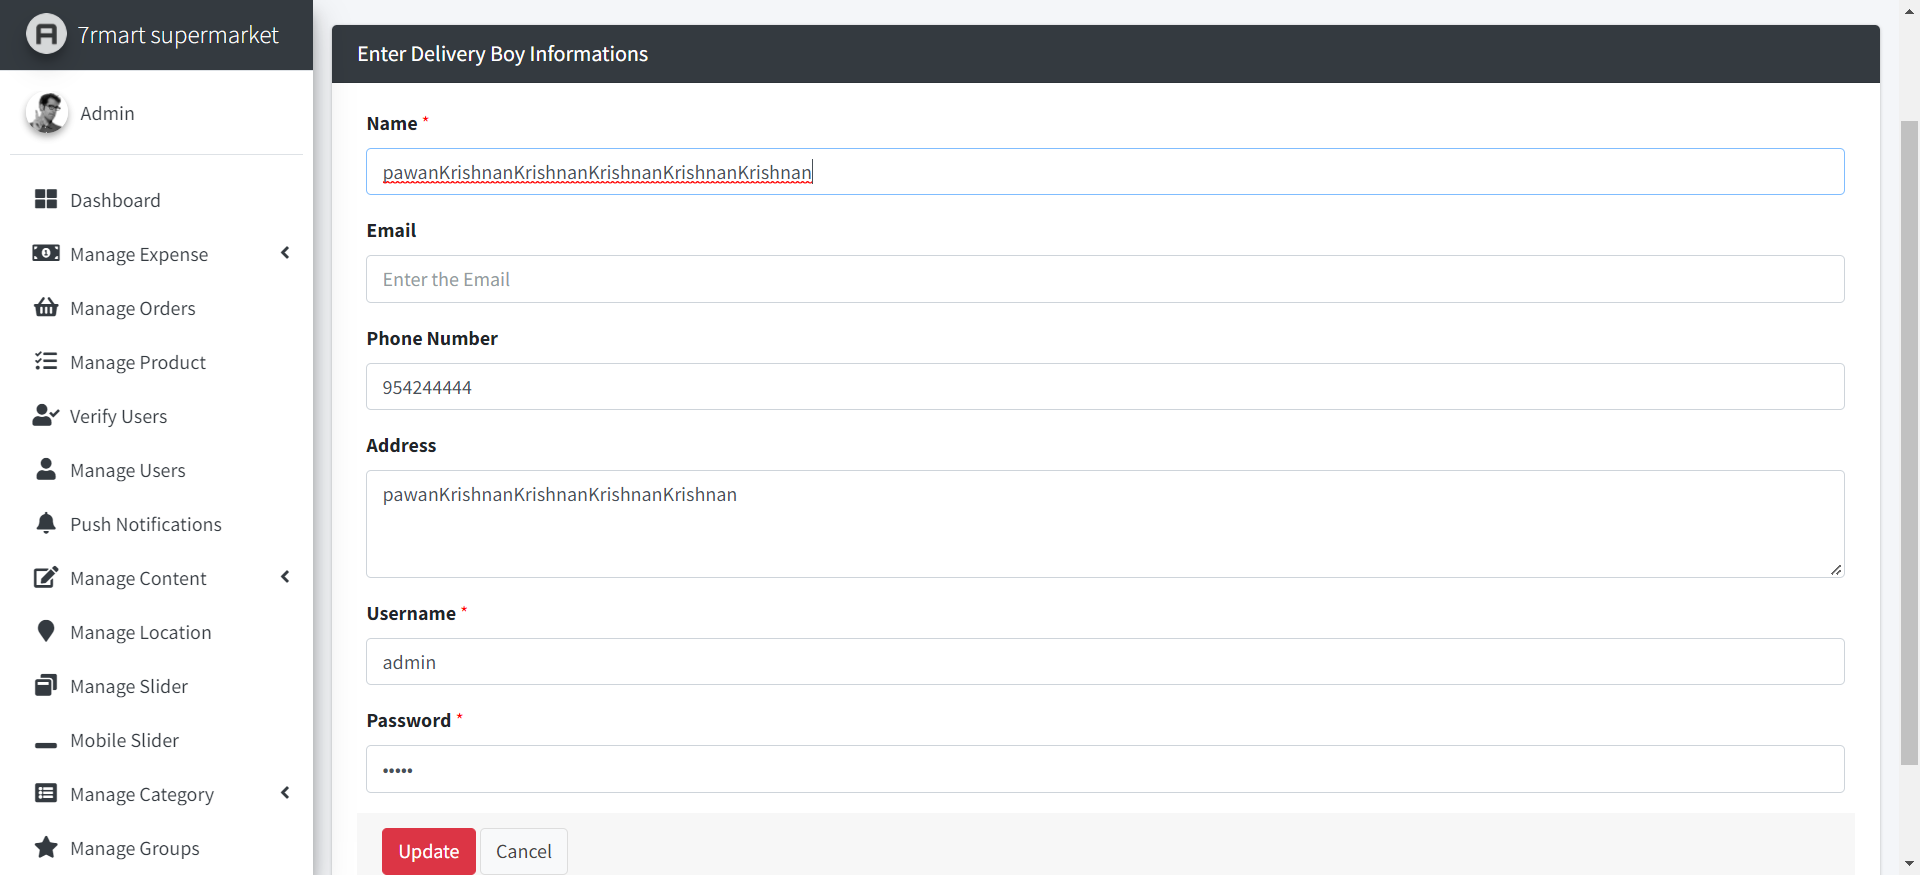 7rmart supermarket
Admin
Dashboard
Manage Expense
Manage Orders
Manage Product
Verify Users
Manage Users
Push Notifications
Manage Content
Manage Location
Manage Slider
Mobile Slider
Manage Category
Manage Groups
Enter Delivery Boy Informations
Name *
pawanKrishnanKrishnanKrishnanKrishnanKrishnan
Email
Enter the Email
Phone Number
954244444
Address
pawanKrishnanKrishnanKrishnanKrishnan
Username *
admin
Password *
•••••
Update Cancel